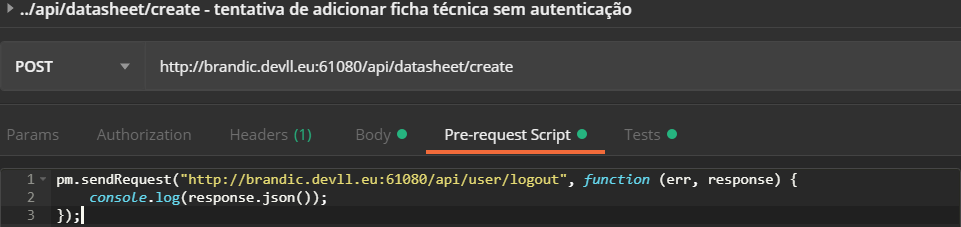 ../api/datasheet/create - tentativa de adicionar ficha técnica sem autenticação
POST http://brandic.devll.eu:61080/api/datasheet/create
Params Authorization Headers (1) Body Pre-request Script Tests
1 pm.sendRequest("http://brandic.devll.eu:61080/api/user/logout", function (err, response) {
2 console.log(response.json());
3 });